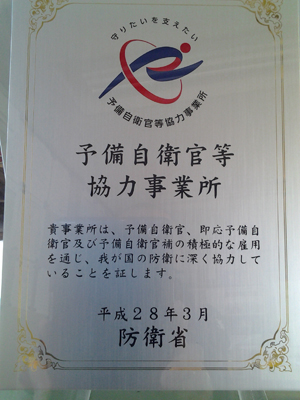 守りたいを支えたい
予備自衛官等協力事業所
予備自衛官等
協力事業所
貴事業所は、予備自衛官、即応予備自
衛官及び予備自衛官補の積極的な雇用
を通じ、我が国の防衛に深く協力して
いることを証します。
平成28年3月
防衛省